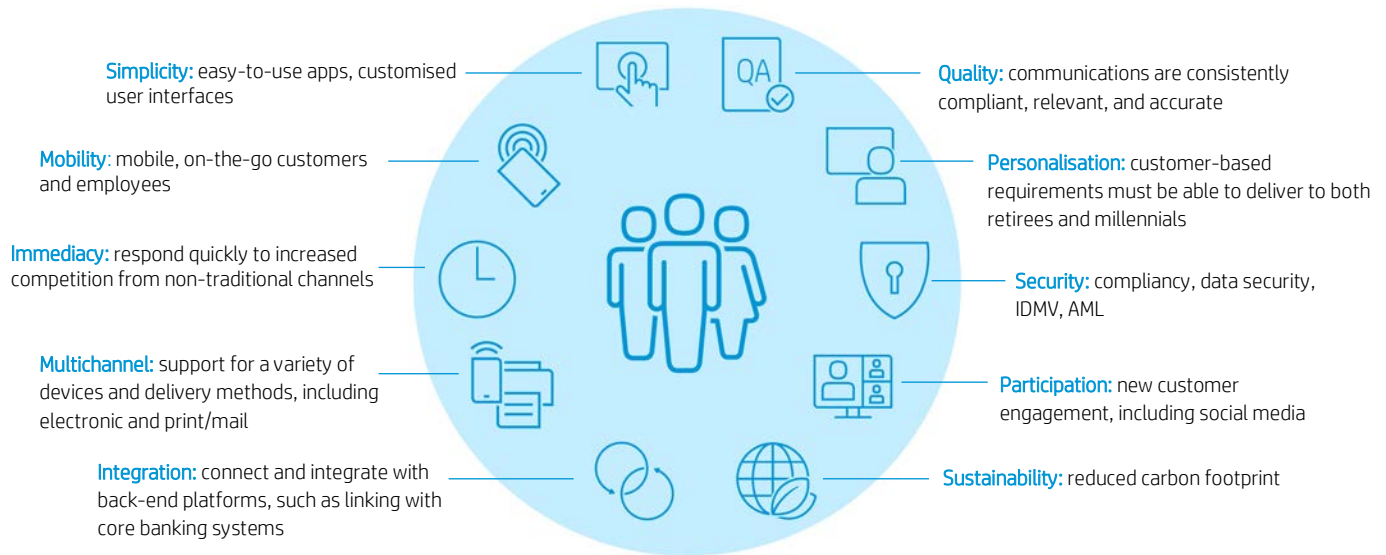 Simplicity: easy-to-use apps, customised
user interfaces
Mobility: mobile, on-the-go customers
and employees
Immediacy: respond quickly to increased
competition from non-traditional channels
Multichannel: support for a variety of
devices and delivery methods, including
electronic and print/mail
Integration: connect and integrate with
back-end platforms, such as linking with
core banking systems
QA
Quality: communications are consistently
compliant, relevant, and accurate
Personalisation: customer-based
requirements must be able to deliver to both
retirees and millennials
Security: compliancy, data security,
IDMV, AML
Participation: new customer
engagement, including social media
Sustainability: reduced carbon footprint